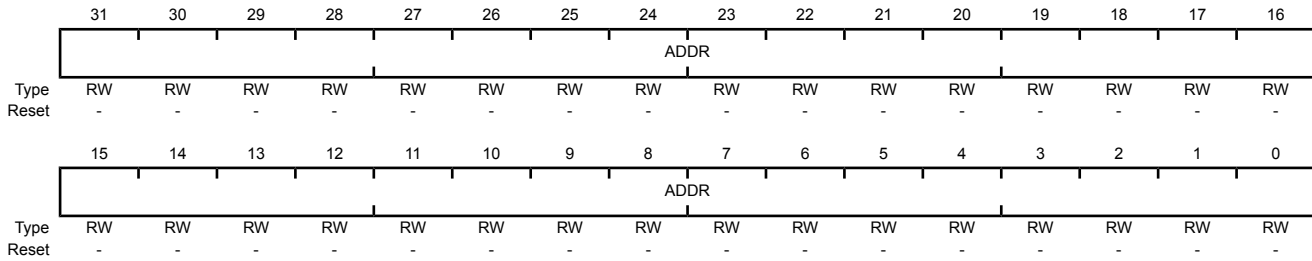 31 30 29 28 27 26 25 24 23 22 21 20 19 18 17 16
ADDR
Type RW RW RW RW RW RW RW RW RW RW RW RW RW RW RW RW
Reset - - - - - - - - - - - - - - - -
15 14 13 12 11 10 9 8 7 6 5 4 3 2 1 0
ADDR
Type RW RW RW RW RW RW RW RW RW RW RW RW RW RW RW RW
Reset - - - - - - - - - - - - - - - -